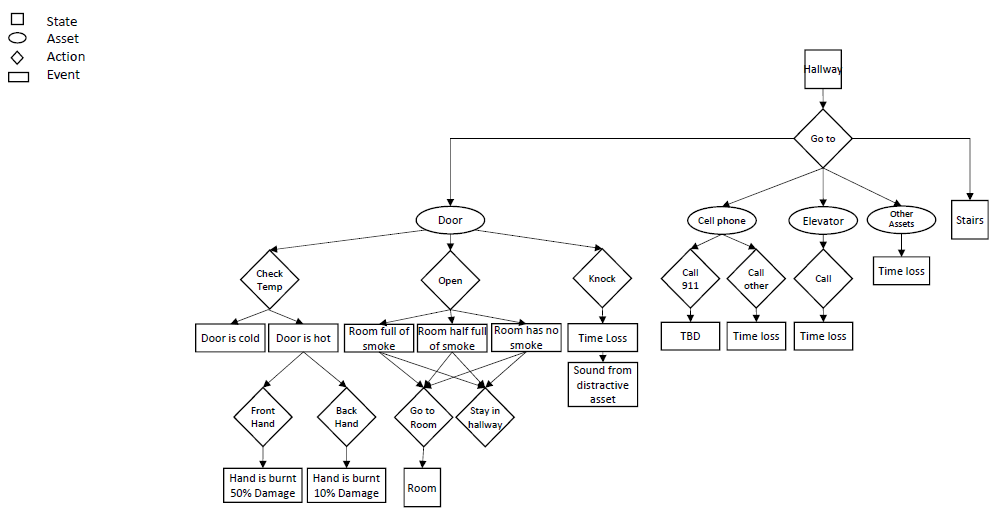 State
Asset
Action
Event
Hallway
Go to
Door
Cell phone
Elevator
Other
Assets
Stairs
Check
Temp
Open
Knock
Call
911
Call
other
Call
Time loss
Door is cold
Door is hot
Room full of
smoke
Room half full
of smoke
Room has no
smoke
Time Loss
TBD
Time loss
Time loss
Sound from
distractive
asset
Front
Hand
Back
Hand
Go to
Room
Stay in
hallway
Hand is burnt
50% Damage
Hand is burnt
10% Damage
Room